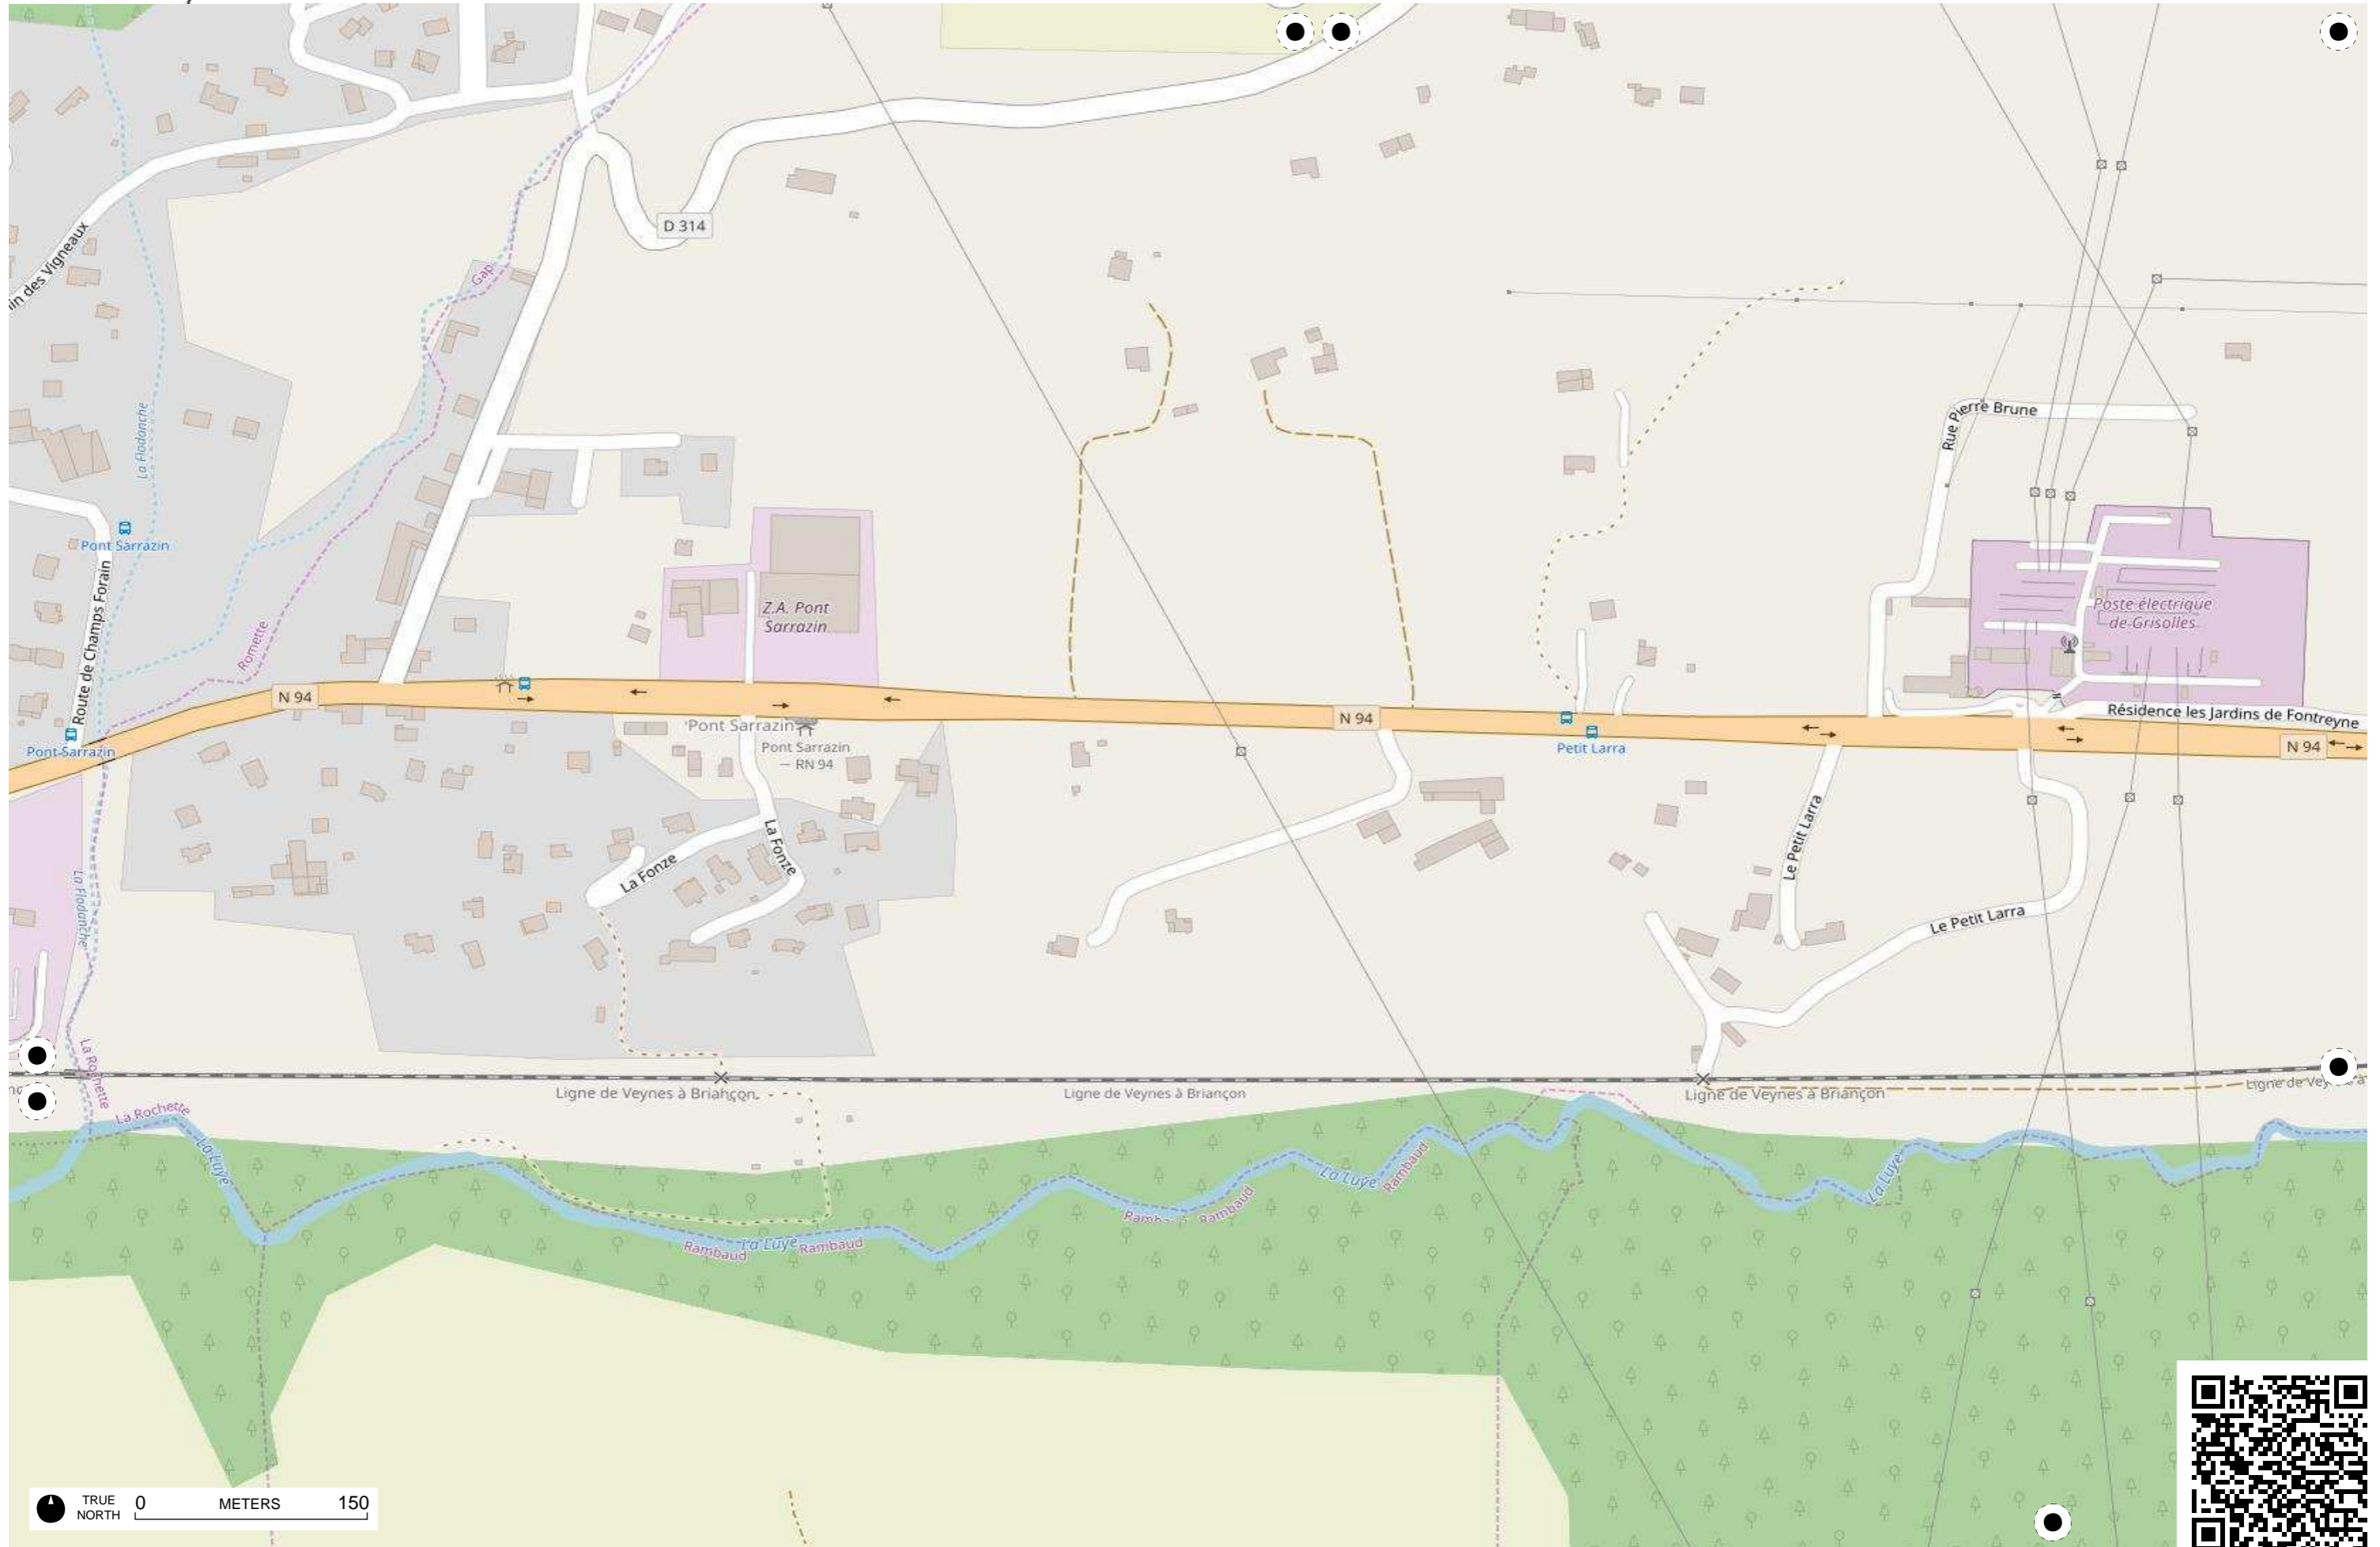 D 314
in des Vigneaux
Gap
Rue Pierre Brune
La Flodanche
Pont Sarrazin
Route de Champs Forain
Z.A. Pont
Sarrazin
Poste électrique
de Grisolles
Romette
N 94
N 94
Résidence les Jardins de Fontreyne
Pont Sarrazin
Pont Sarrazin
Pont Sarrazin
— RN 94
Petit Larra
N 94
La Fonze
La Fonze
Le Petit Larra
Le Petit Larra
La Flodanche
La Rochette
Ligne de Veynes à Briançon
Ligne de Veynes à Briançon
Ligne de Veynes à Briançon
Ligne de Veynes à
La Rochette
La Luye
La Luye
Rambaud
La Luye
Rambaud
Rambaud
La Luye
Rambaud
TRUE
NORTH
0 METERS 150